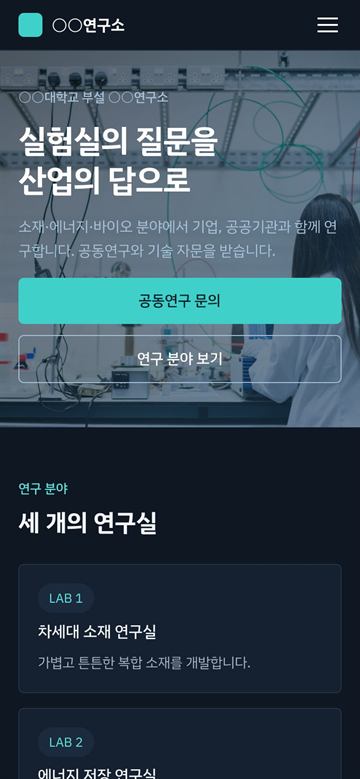 ○○연구소
○○대학교 부설 ○○연구소
실험실의 질문을
산업의 답으로
소재·에너지·바이오 분야에서 기업, 공공기관과 함께 연
구합니다. 공동연구와 기술 자문을 받습니다.
공동연구 문의
연구 분야 보기
연구 분야
세 개의 연구실
LAB 1
차세대 소재 연구실
가볍고 튼튼한 복합 소재를 개발합니다.
LAB 2
에너지 저장 연구실